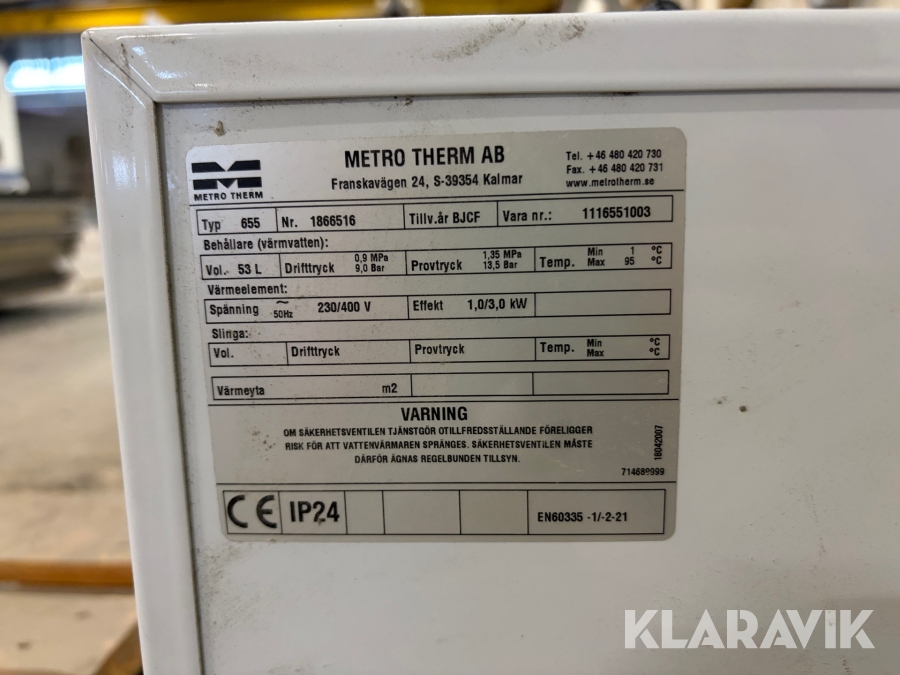 METRO THERM
METRO THERM AB
Franskavägen 24, S-39354 Kalmar
Tel. +46 480 420 730
Fax. +46 480 420 731
www.metrotherm.se
Typ 655 Nr. 1866516 Tillv.år BJCF Vara nr.: 1116551003
Behållare (värmvatten):
Vol. 53 L Drifttryck 0,9 MPa 9,0 Bar Provtryck 1,35 MPa 13,5 Bar Temp. Min 1 °C Max 95 °C
Värmeelement:
Spänning ~ 50Hz 230/400 V Effekt 1,0/3,0 kW
Slinga:
Vol. Drifttryck Provtryck Temp. Min °C Max °C
Värmeyta m2
VARNING
OM SÄKERHETSVENTILEN TJÄNSTGÖR OTILLFREDSSTÄLLANDE FÖRELIGGER
RISK FÖR ATT VATTENVÄRMAREN SPRÄNGES. SÄKERHETSVENTILEN MÅSTE
DÄRFÖR ÄGNAS REGELBUNDEN TILLSYN.
18042007
714689999
CE IP24 EN60335 -1/-2-21
KLARAVIK